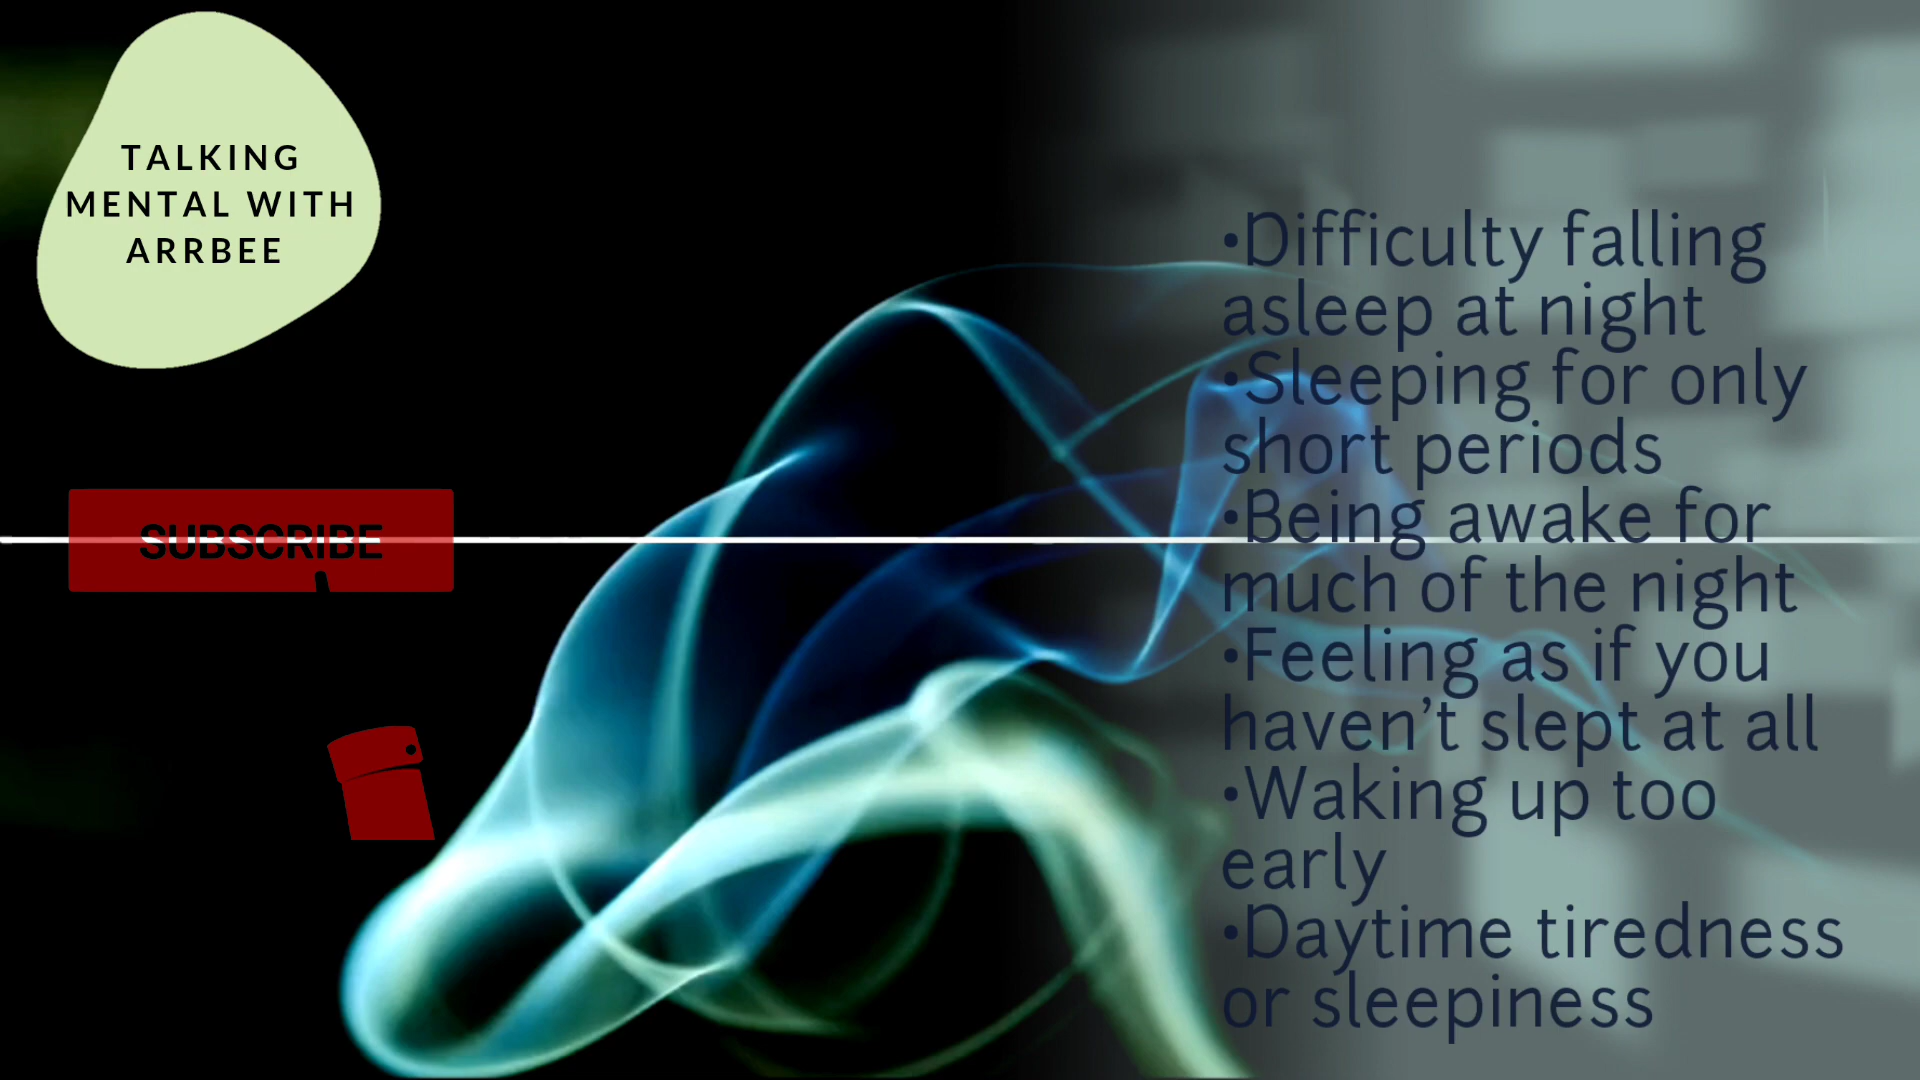 TALKING
MENTAL WITH
ARRBEE
SUBSCRIBE
•Difficulty falling
asleep at night
•Sleeping for only
short periods
•Being awake for
much of the night
•Feeling as if you
haven’t slept at all
•Waking up too
early
•Daytime tiredness
or sleepiness